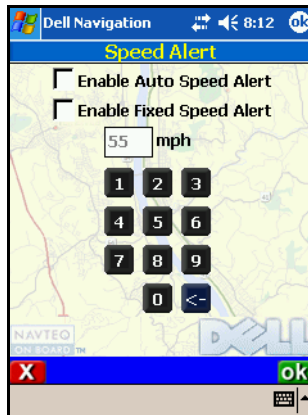 Dell Navigation 8:12 ok
Speed Alert
Enable Auto Speed Alert
Enable Fixed Speed Alert
55 mph
1 2 3
4 5 6
7 8 9
0 <-
NAVTEQ
ON BOARD TM
DELL
X ok